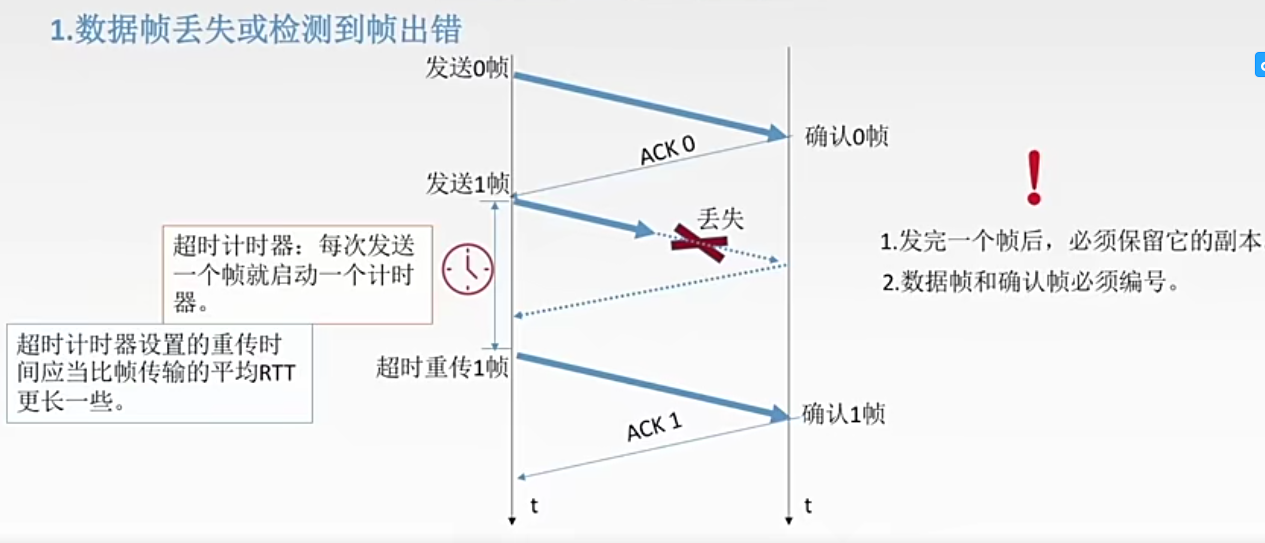 1.数据帧丢失或检测到帧出错
发送0帧
确认0帧
ACK 0
发送1帧
丢失
超时计时器：每次发送
一个帧就启动一个计时
器。
1.发完一个帧后，必须保留它的副本
2.数据帧和确认帧必须编号。
超时计时器设置的重传时
间应当比帧传输的平均RTT
更长一些。
超时重传1帧
确认1帧
ACK 1
t
t